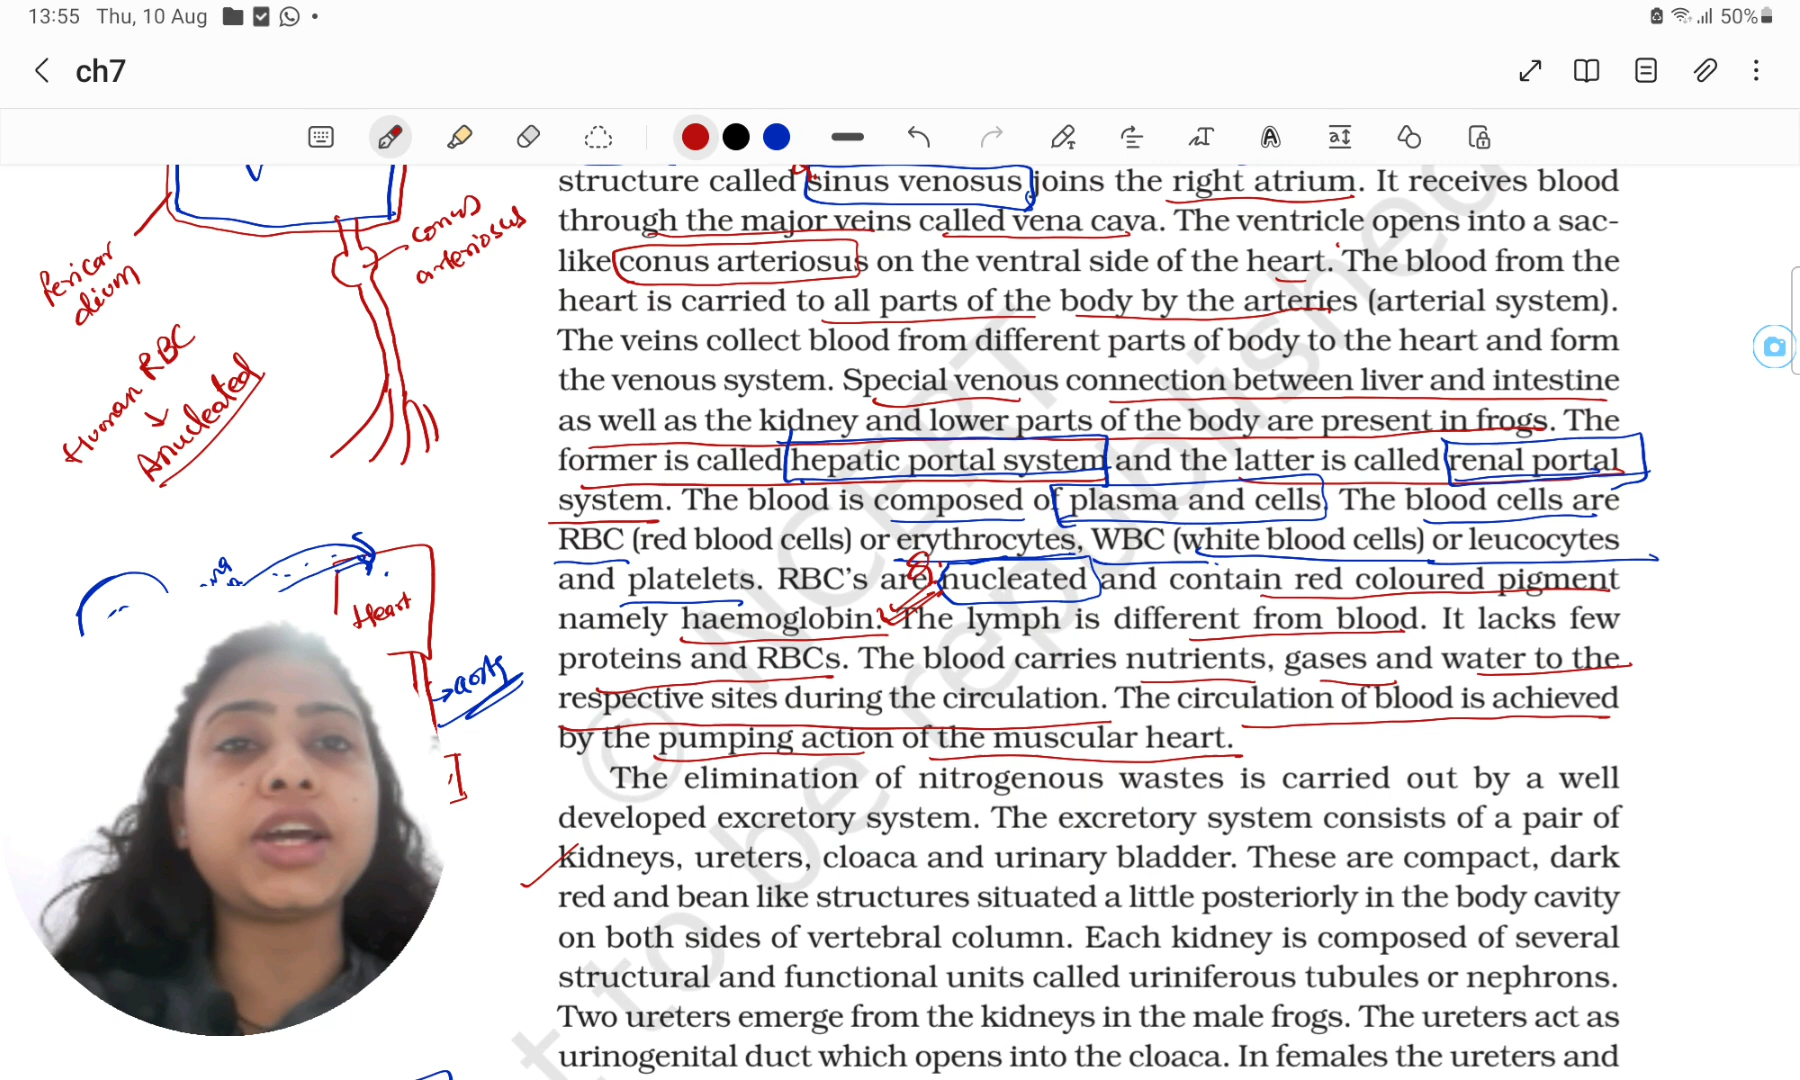 13:55 Thu, 10 Aug
50%
ch7
conus
arteriosus
Pericar
dium
Human RBC
Anucleated
Heart
structure called sinus venosus joins the right atrium. It receives blood
through the major veins called vena cava. The ventricle opens into a sac-
like conus arteriosus on the ventral side of the heart. The blood from the
heart is carried to all parts of the body by the arteries (arterial system).
The veins collect blood from different parts of body to the heart and form
the venous system. Special venous connection between liver and intestine
as well as the kidney and lower parts of the body are present in frogs. The
former is called hepatic portal system and the latter is called renal portal
system. The blood is composed of plasma and cells. The blood cells are
RBC (red blood cells) or erythrocytes, WBC (white blood cells) or leucocytes
and platelets. RBC's are nucleated and contain red coloured pigment
namely haemoglobin. The lymph is different from blood. It lacks few
proteins and RBCs. The blood carries nutrients, gases and water to the
respective sites during the circulation. The circulation of blood is achieved
by the pumping action of the muscular heart.
The elimination of nitrogenous wastes is carried out by a well
developed excretory system. The excretory system consists of a pair of
kidneys, ureters, cloaca and urinary bladder. These are compact, dark
red and bean like structures situated a little posteriorly in the body cavity
on both sides of vertebral column. Each kidney is composed of several
structural and functional units called uriniferous tubules or nephrons.
Two ureters emerge from the kidneys in the male frogs. The ureters act as
urinogenital duct which opens into the cloaca. In females the ureters and
© NCERT
not to be republished